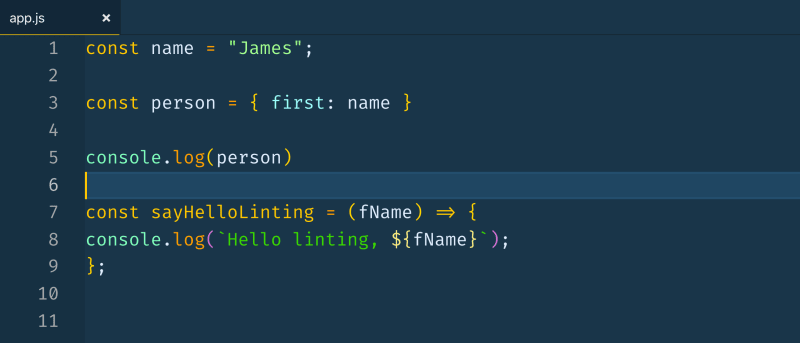 app.js ×
1 const name = "James";
2
3 const person = { first: name }
4
5 console.log(person)
6
7 const sayHelloLinting = (fName) => {
8 console.log(`Hello linting, ${fName}`);
9 };
10
11